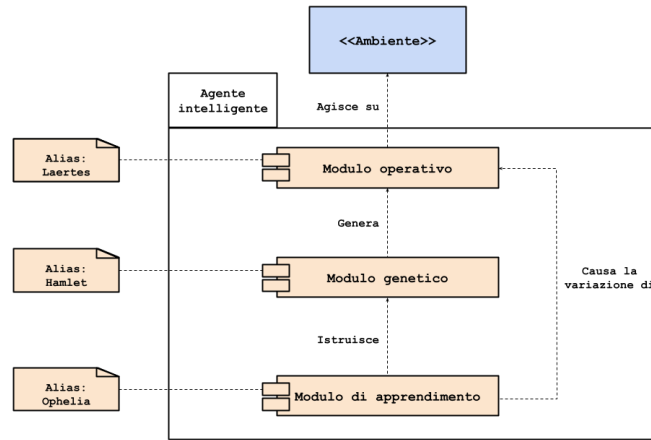 <<Ambiente>>
Agente
intelligente
Agisce su
Alias:
Laertes
Modulo operativo
Genera
Alias:
Hamlet
Modulo genetico
Causa la
variazione di
Istruisce
Alias:
Ophelia
Modulo di apprendimento